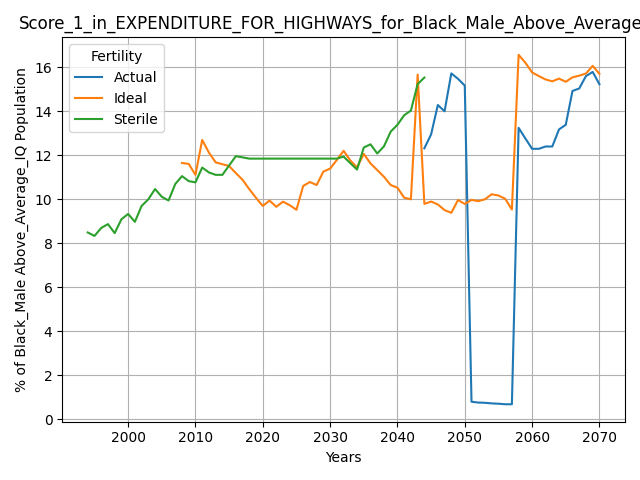 Score_1_in_EXPENDITURE_FOR_HIGHWAYS_for_Black_Male_Above_Average
Fertility
Actual
Ideal
Sterile
% of Black_Male Above_Average_IQ Population
16
14
12
10
8
6
4
2
0
2000 2010 2020 2030 2040 2050 2060 2070
Years